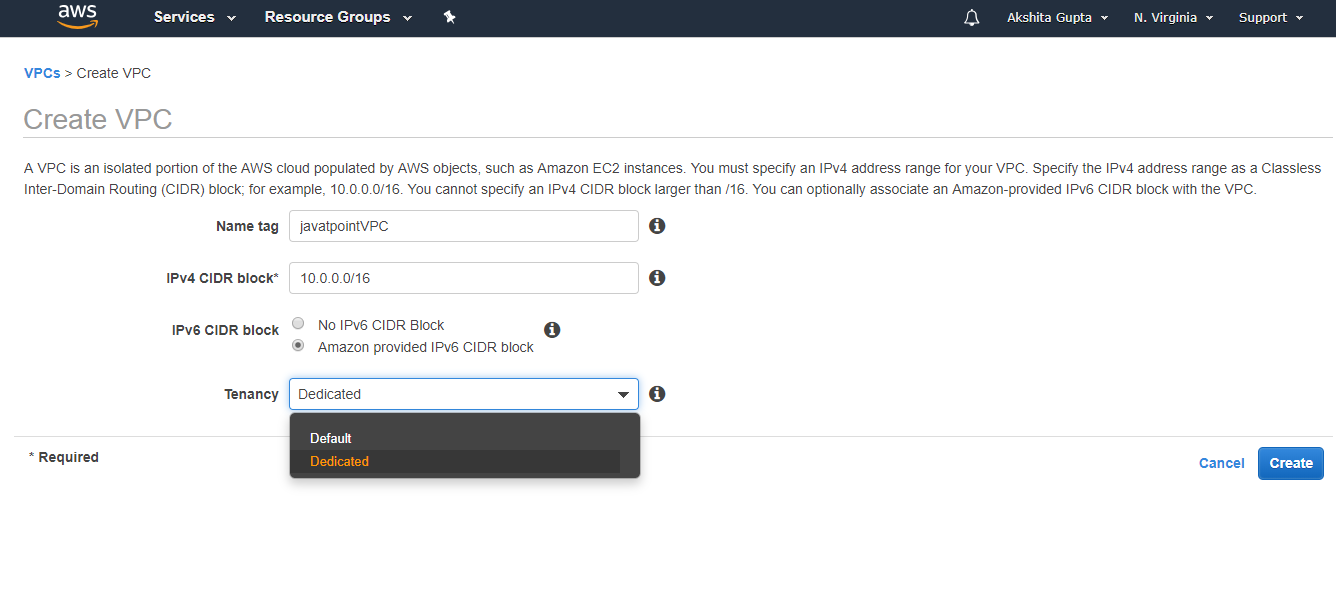 aws Services Resource Groups Akshita Gupta N. Virginia Support
VPCs > Create VPC
Create VPC
A VPC is an isolated portion of the AWS cloud populated by AWS objects, such as Amazon EC2 instances. You must specify an IPv4 address range for your VPC. Specify the IPv4 address range as a Classless
Inter-Domain Routing (CIDR) block; for example, 10.0.0.0/16. You cannot specify an IPv4 CIDR block larger than /16. You can optionally associate an Amazon-provided IPv6 CIDR block with the VPC.
Name tag javatpointVPC
IPv4 CIDR block* 10.0.0.0/16
IPv6 CIDR block No IPv6 CIDR Block
Amazon provided IPv6 CIDR block
Tenancy Dedicated
Default
Dedicated
* Required
Cancel Create